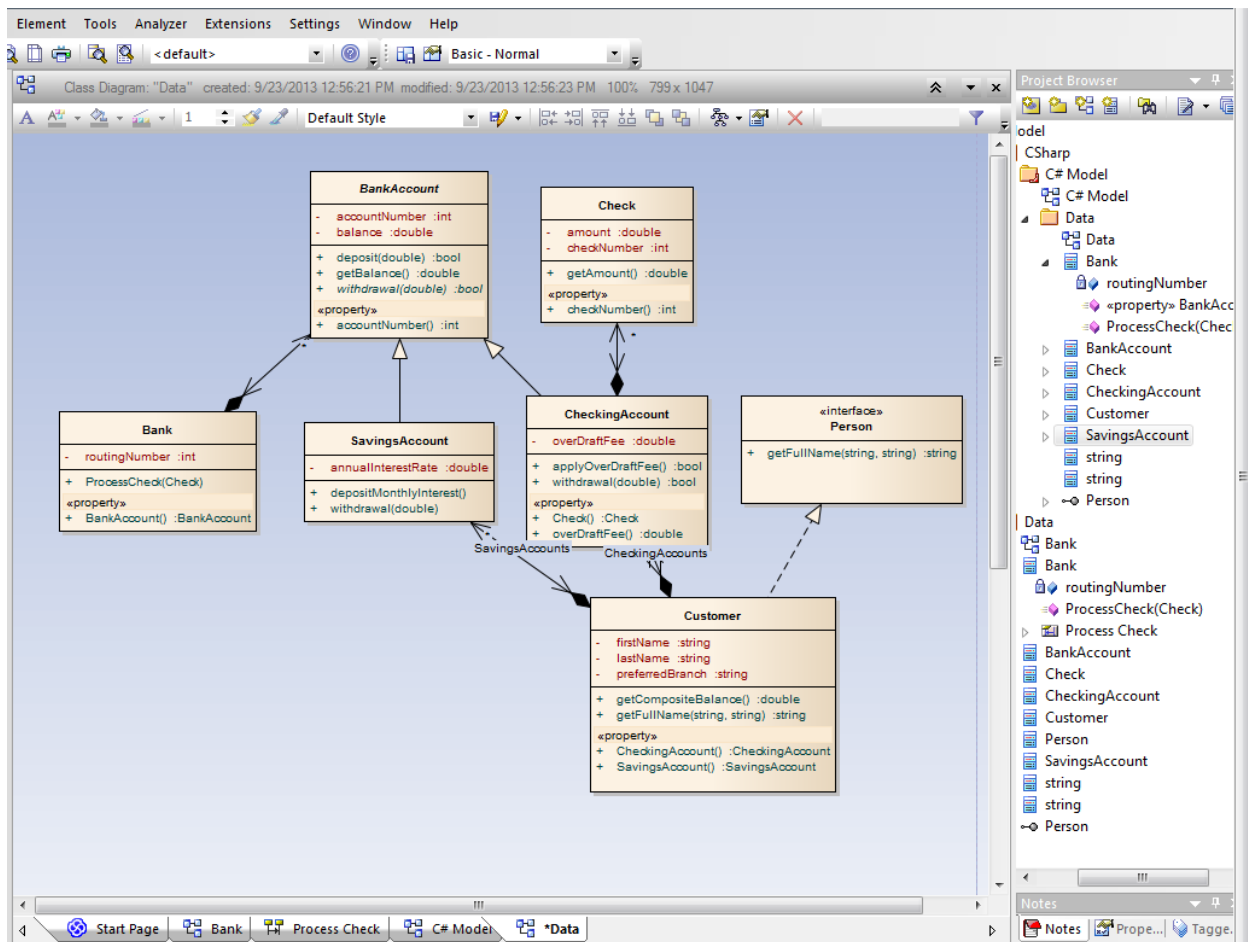 Element Tools Analyzer Extensions Settings Window Help
<default>
Basic - Normal
Class Diagram: "Data" created: 9/23/2013 12:56:21 PM modified: 9/23/2013 12:56:23 PM 100% 799 x 1047
A 1 Default Style
BankAccount
- accountNumber :int
- balance :double
+ deposit(double) :bool
+ getBalance() :double
+ withdrawal(double) :bool
«property»
+ accountNumber() :int
Check
- amount :double
- checkNumber :int
+ getAmount() :double
«property»
+ checkNumber() :int
*
*
Bank
- routingNumber :int
+ ProcessCheck(Check)
«property»
+ BankAccount() :BankAccount
SavingsAccount
- annualInterestRate :double
+ depositMonthlyInterest()
+ withdrawal(double)
CheckingAccount
- overDraftFee :double
+ applyOverDraftFee() :bool
+ withdrawal(double) :bool
«property»
+ Check() :Check
+ overDraftFee() :double
«interface»
Person
+ getFullName(string, string) :string
*
SavingsAccounts
CheckingAccounts
Customer
- firstName :string
- lastName :string
- preferredBranch :string
+ getCompositeBalance() :double
+ getFullName(string, string) :string
«property»
+ CheckingAccount() :CheckingAccount
+ SavingsAccount() :SavingsAccount
Start Page Bank Process Check C# Model *Data
Project Browser
odel
CSharp
C# Model
C# Model
Data
Data
Bank
routingNumber
«property» BankAcc
ProcessCheck(Chec
BankAccount
Check
CheckingAccount
Customer
SavingsAccount
string
string
Person
Data
Bank
Bank
routingNumber
ProcessCheck(Check)
Process Check
BankAccount
Check
CheckingAccount
Customer
Person
SavingsAccount
string
string
Person
Notes
Notes Prope... Tagge.